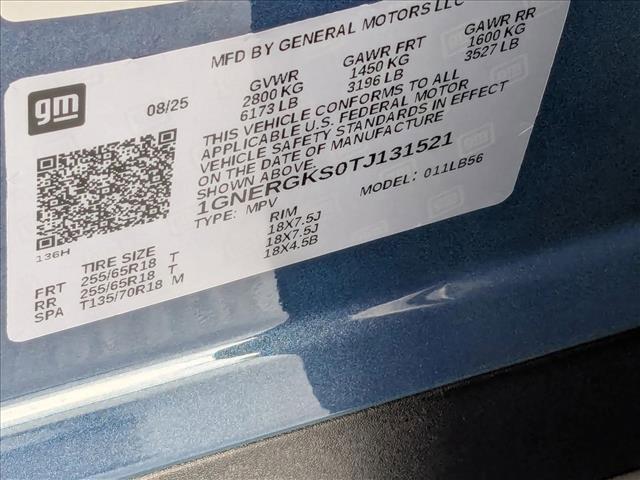 MFD BY GENERAL MOTORS LLC
gm
08/25
GVWR GAWR FRT GAWR RR
2800 KG 1450 KG 1600 KG
6173 LB 3196 LB 3527 LB
THIS VEHICLE CONFORMS TO ALL
APPLICABLE U.S. FEDERAL MOTOR
VEHICLE SAFETY STANDARDS IN EFFECT
ON THE DATE OF MANUFACTURE
SHOWN ABOVE.
1GNERGKS0TJ131521
TYPE: MPV MODEL: 011LB56
136H
TIRE SIZE RIM
FRT 255/65R18 T 18X7.5J
RR 255/65R18 T 18X7.5J
SPA T135/70R18 M 18X4.5B